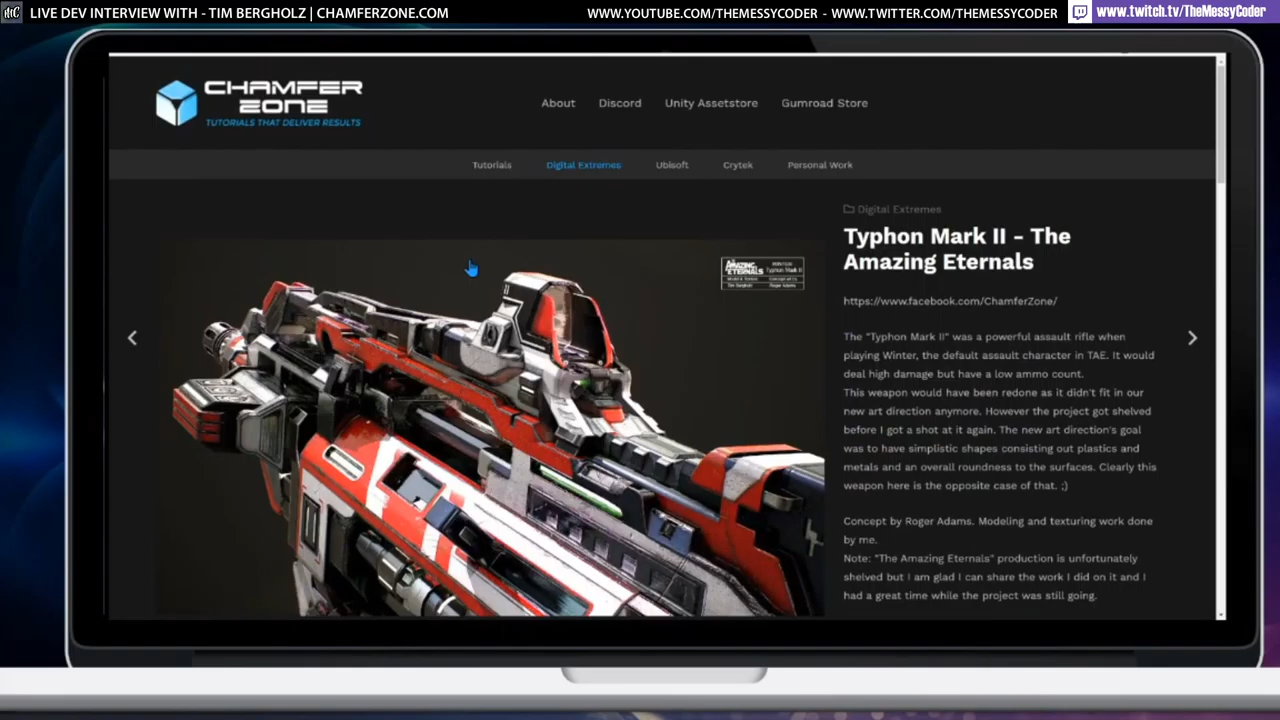 LIVE DEV INTERVIEW WITH - TIM BERGHOLZ | CHAMFERZONE.COM
WWW.YOUTUBE.COM/THEMESSYCODER - WWW.TWITTER.COM/THEMESSYCODER
www.twitch.tv/TheMessyCoder
CHAMFER
ZONE
TUTORIALS THAT DELIVER RESULTS
About Discord Unity Assetstore Gumroad Store
Tutorials Digital Extremes Ubisoft Crytek Personal Work
Digital Extremes
Typhon Mark II - The
Amazing Eternals
https://www.facebook.com/ChamferZone/
The "Typhon Mark II" was a powerful assault rifle when
playing Winter, the default assault character in TAE. It would
deal high damage but have a low ammo count.
This weapon would have been redone as it didn't fit in our
new art direction anymore. However the project got shelved
before I got a shot at it again. The new art direction's goal
was to have simplistic shapes consisting out plastics and
metals and an overall roundness to the surfaces. Clearly this
weapon here is the opposite case of that. ;)
Concept by Roger Adams. Modeling and texturing work done
by me.
Note: "The Amazing Eternals" production is unfortunately
shelved but I am glad I can share the work I did on it and I
had a great time while the project was still going.
AMAZING
ETERNALS
Typhon Mark II
Tim Bergholz
Roger Adams